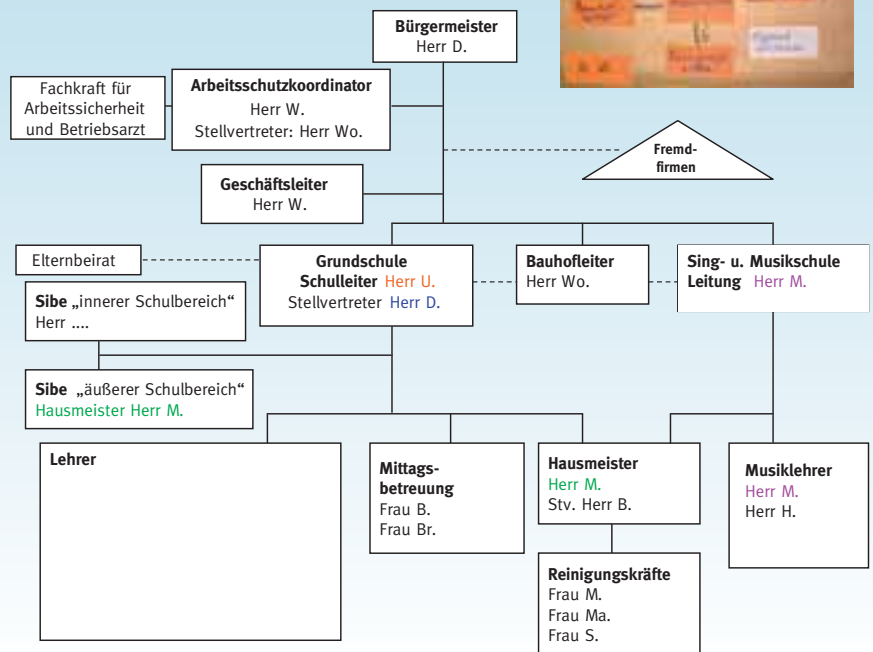 Bürgermeister
Herr D.
Fachkraft für
Arbeitssicherheit
und Betriebsarzt
Arbeitsschutzkoordinator
Herr W.
Stellvertreter: Herr Wo.
Fremd-
firmen
Geschäftsleiter
Herr W.
Elternbeirat
Grundschule
Schulleiter Herr U.
Stellvertreter Herr D.
Bauhofleiter
Herr Wo.
Sing- u. Musikschule
Leitung Herr M.
Sibe „innerer Schulbereich“
Herr ....
Sibe „äußerer Schulbereich“
Hausmeister Herr M.
Lehrer
Mittags-
betreuung
Frau B.
Frau Br.
Hausmeister
Herr M.
Stv. Herr B.
Musiklehrer
Herr M.
Herr H.
Reinigungskräfte
Frau M.
Frau Ma.
Frau S.